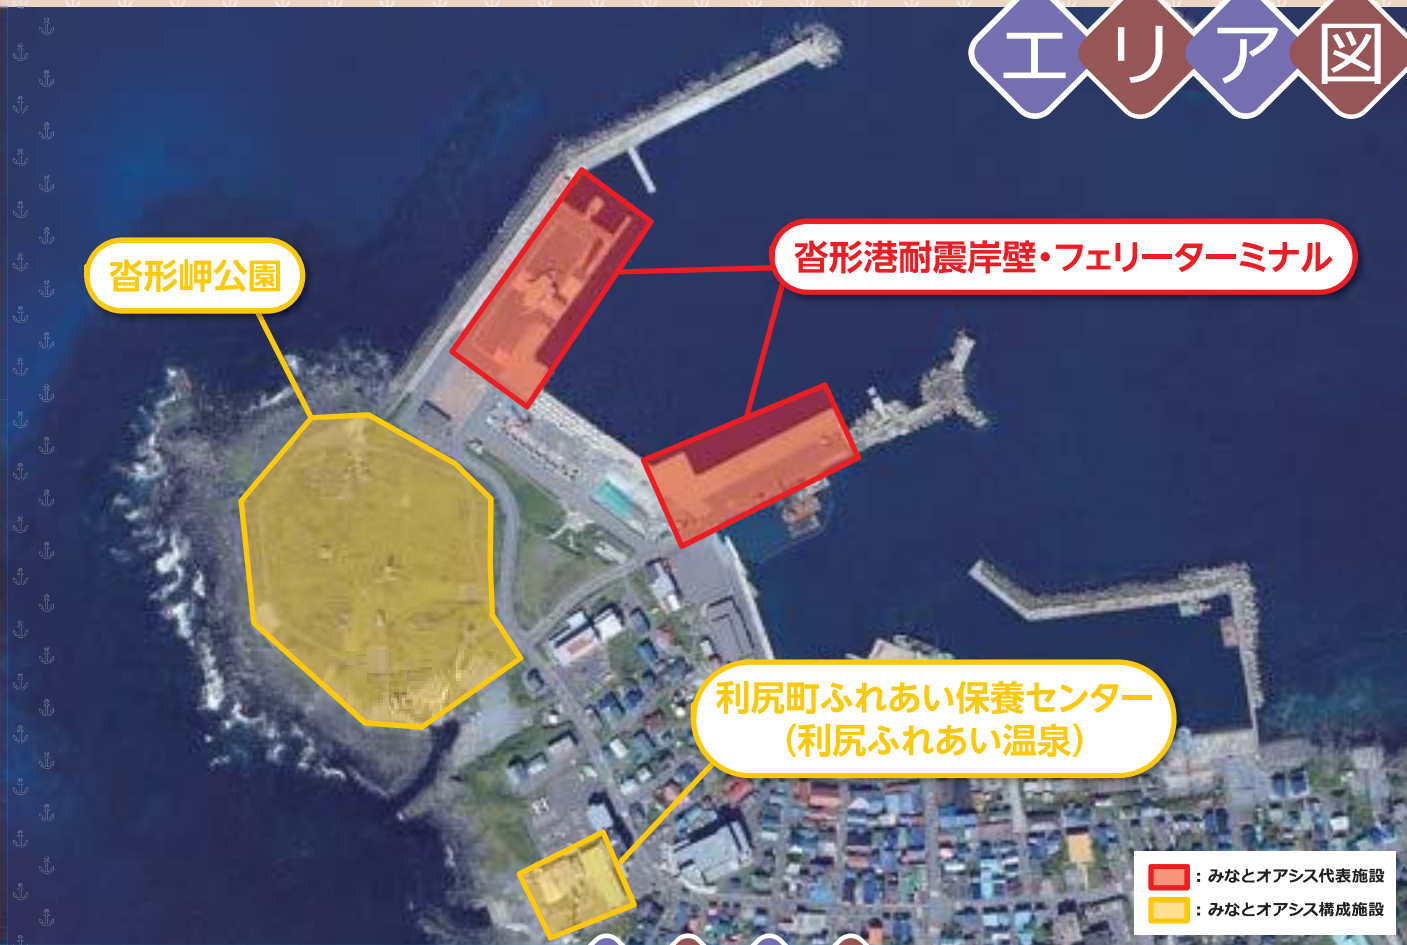 エリア図
沓形港耐震岸壁・フェリーターミナル
沓形岬公園
利尻町ふれあい保養センター
（利尻ふれあい温泉）
：みなとオアシス代表施設
：みなとオアシス構成施設